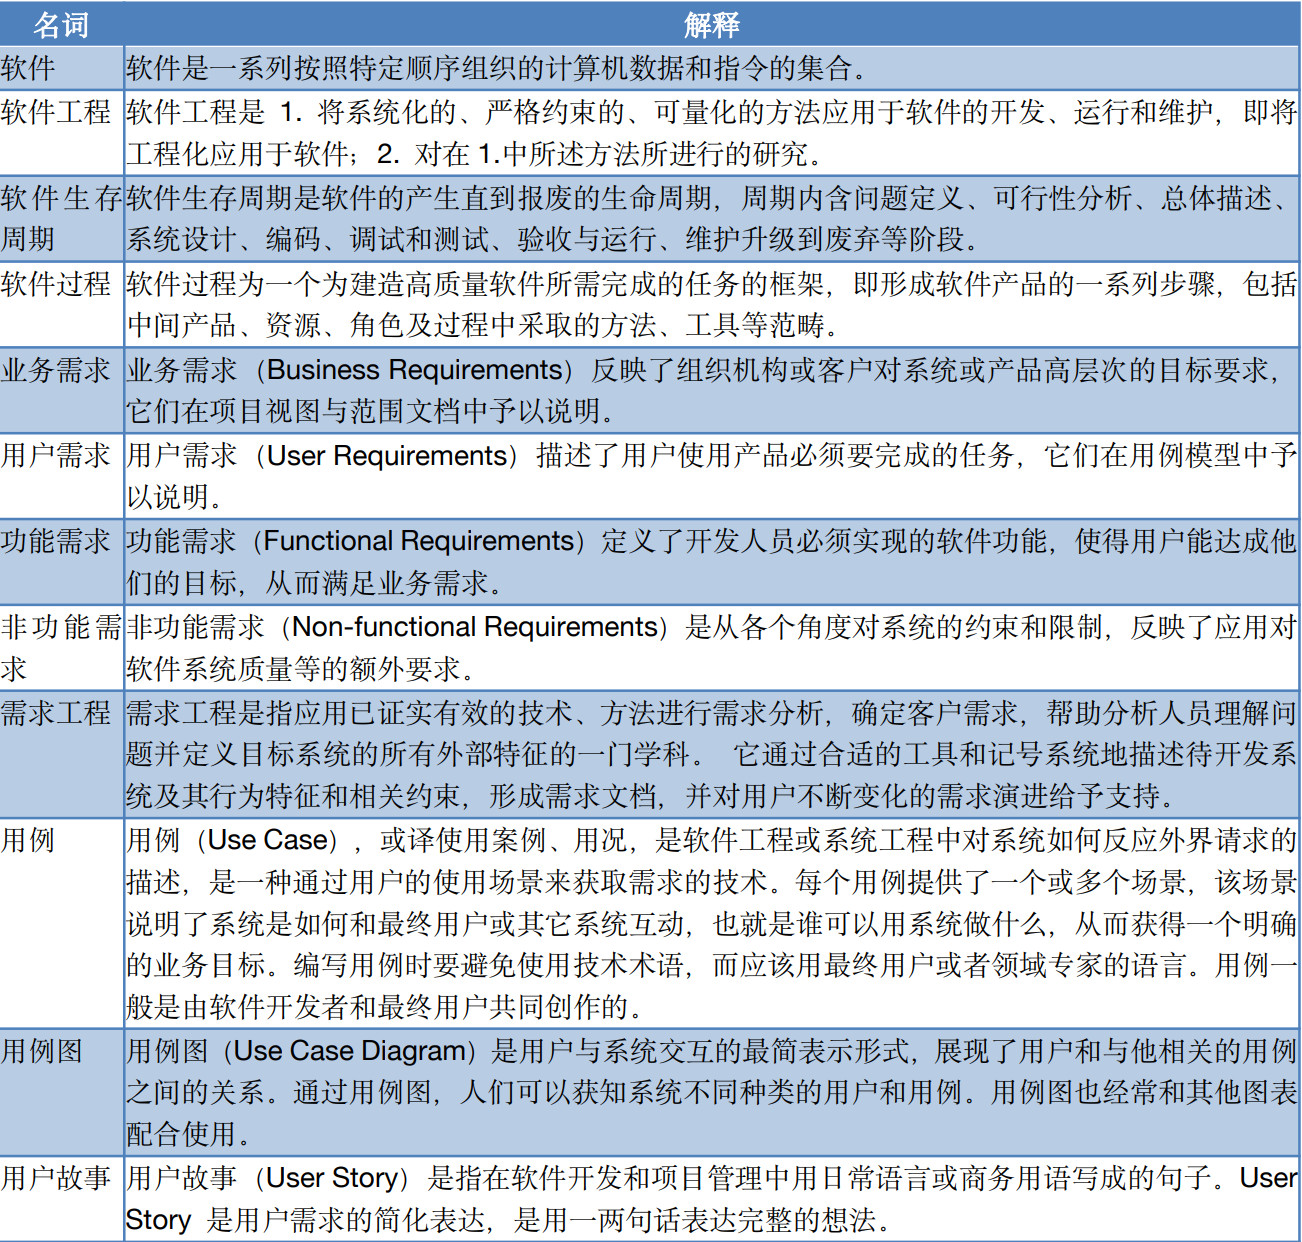 名词 解释
软件 软件是一系列按照特定顺序组织的计算机数据和指令的集合。
软件工程 软件工程是 1. 将系统化的、严格约束的、可量化的方法应用于软件的开发、运行和维护，即将
工程化应用于软件；2. 对在 1.中所述方法所进行的研究。
软件生存 软件生存周期是软件的产生直到报废的生命周期，周期内含问题定义、可行性分析、总体描述、
周期 系统设计、编码、调试和测试、验收与运行、维护升级到废弃等阶段。
软件过程 软件过程为一个为建造高质量软件所需完成的任务的框架，即形成软件产品的一系列步骤，包括
中间产品、资源、角色及过程中采取的方法、工具等范畴。
业务需求 业务需求（Business Requirements）反映了组织机构或客户对系统或产品高层次的目标要求，
它们在项目视图与范围文档中予以说明。
用户需求 用户需求（User Requirements）描述了用户使用产品必须要完成的任务，它们在用例模型中予
以说明。
功能需求 功能需求（Functional Requirements）定义了开发人员必须实现的软件功能，使得用户能达成他
们的目标，从而满足业务需求。
非功能需 非功能需求（Non-functional Requirements）是从各个角度对系统的约束和限制，反映了应用对
求 软件系统质量等的额外要求。
需求工程 需求工程是指应用已证实有效的技术、方法进行需求分析，确定客户需求，帮助分析人员理解问
题并定义目标系统的所有外部特征的一门学科。 它通过合适的工具和记号系统地描述待开发系
统及其行为特征和相关约束，形成需求文档，并对用户不断变化的需求演进给予支持。
用例 用例（Use Case），或译使用案例、用况，是软件工程或系统工程中对系统如何反应外界请求的
描述，是一种通过用户的使用场景来获取需求的技术。每个用例提供了一个或多个场景，该场景
说明了系统是如何和最终用户或其它系统互动，也就是谁可以用系统做什么，从而获得一个明确
的业务目标。编写用例时要避免使用技术术语，而应该用最终用户或者领域专家的语言。用例一
般是由软件开发者和最终用户共同创作的。
用例图 用例图（Use Case Diagram）是用户与系统交互的最简表示形式，展现了用户和与他相关的用例
之间的关系。通过用例图，人们可以获知系统不同种类的用户和用例。用例图也经常和其他图表
配合使用。
用户故事 用户故事（User Story）是指在软件开发和项目管理中用日常语言或商务用语写成的句子。User
Story 是用户需求的简化表达，是用一两句话表达完整的想法。